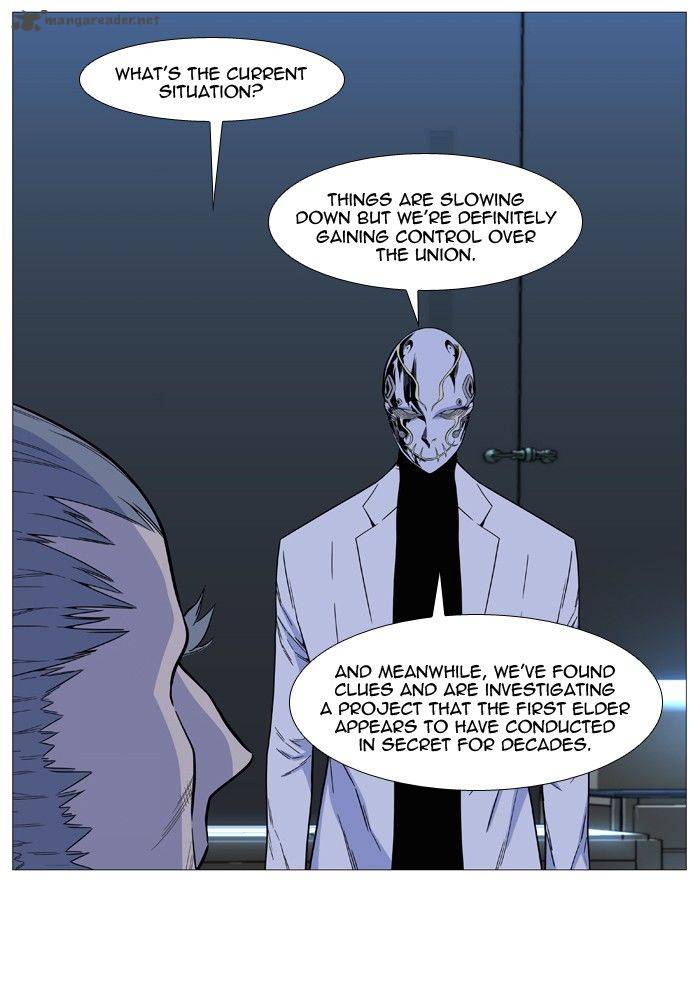 mangareader.net
WHAT'S THE CURRENT
SITUATION?
THINGS ARE SLOWING
DOWN BUT WE'RE DEFINITELY
GAINING CONTROL OVER
THE UNION.
AND MEANWHILE, WE'VE FOUND
CLUES AND ARE INVESTIGATING
A PROJECT THAT THE FIRST ELDER
APPEARS TO HAVE CONDUCTED
IN SECRET FOR DECADES.